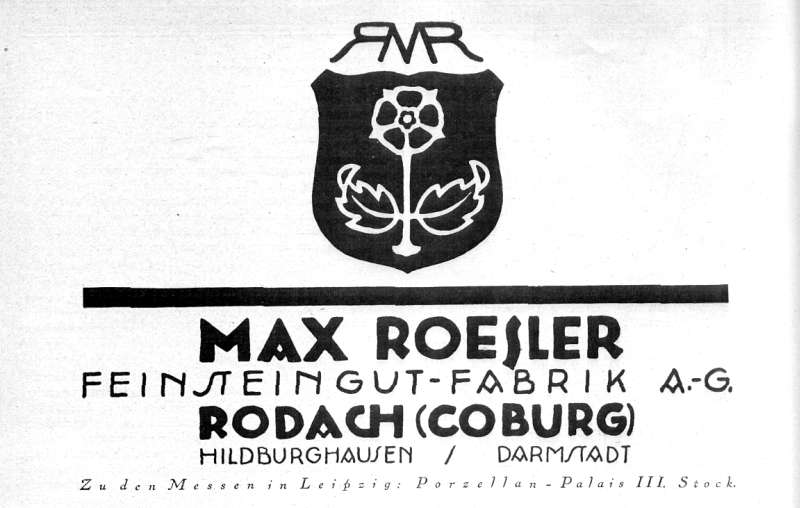 RMR
MAX ROESLER
FEINSTEINGUT-FABRIK A.-G.
RODACH (COBURG)
HILDBURGHAUSEN / DARMSTADT
Zu den Messen in Leipzig: Porzellan-Palais III. Stock.